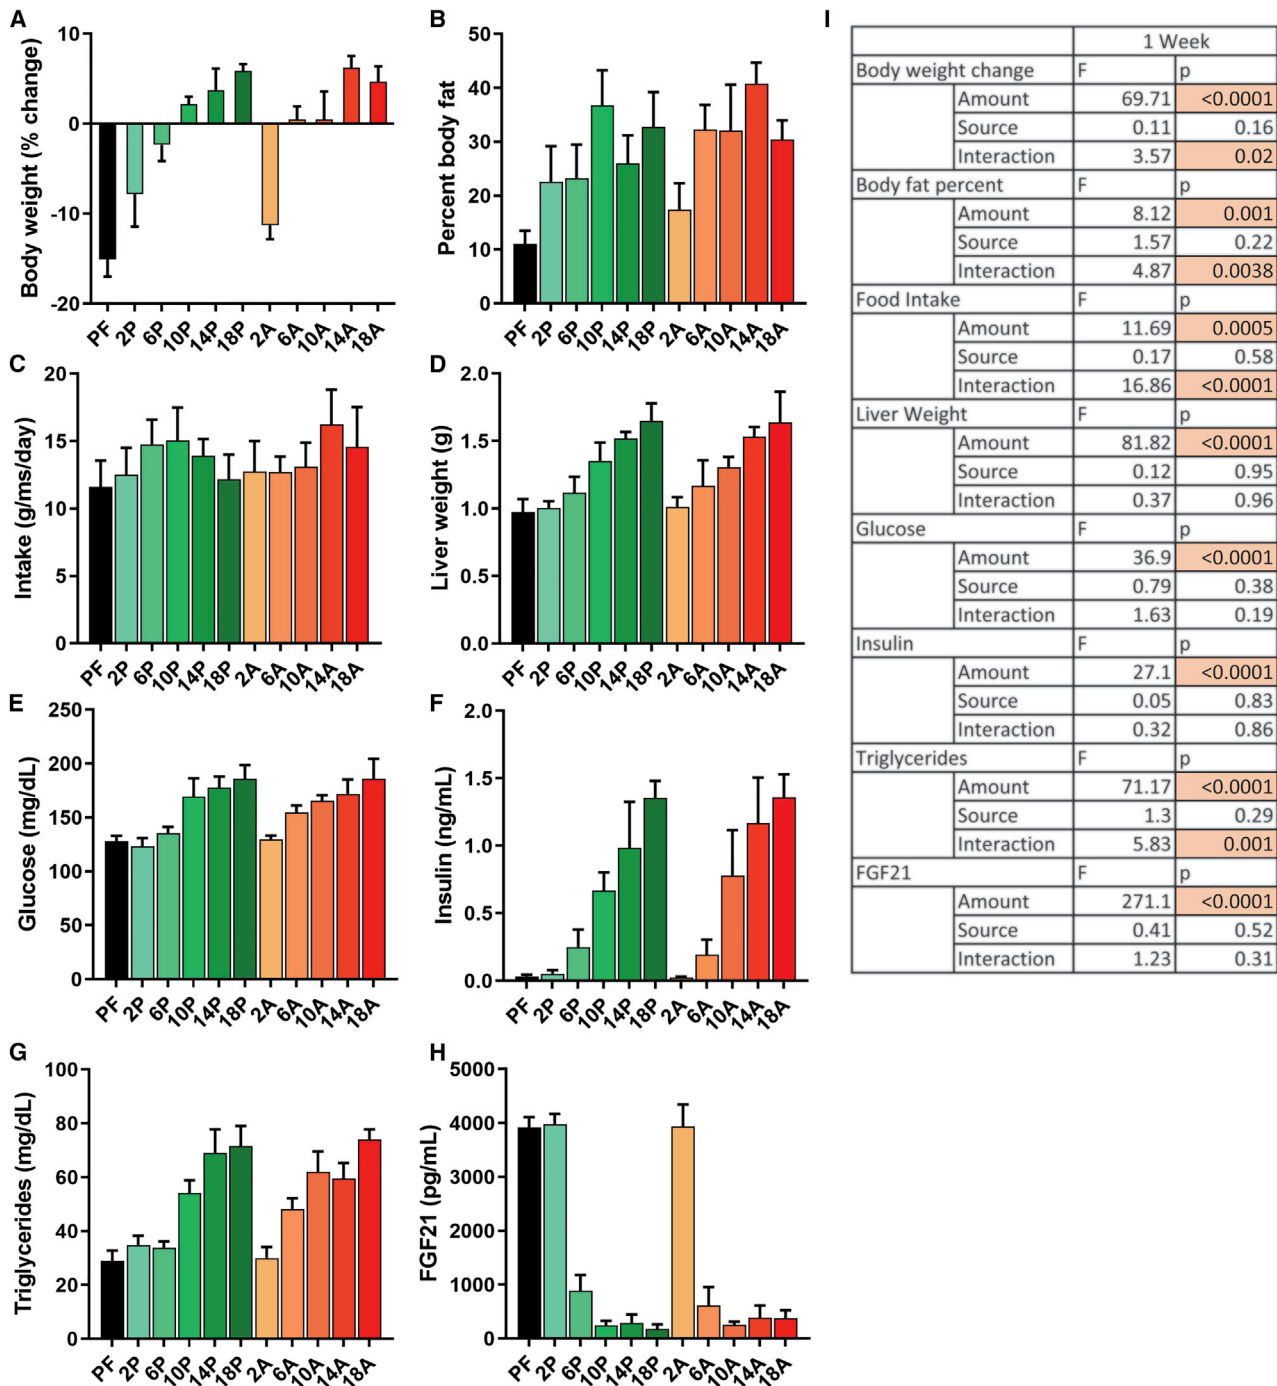 A
Body weight (% change)
10
0
-10
-20
PF 2P 6P 10P 14P 18P 2A 6A 10A 14A 18A
B
Percent body fat
50
40
30
20
10
0
PF 2P 6P 10P 14P 18P 2A 6A 10A 14A 18A
C
Intake (g/ms/day)
20
15
10
5
0
PF 2P 6P 10P 14P 18P 2A 6A 10A 14A 18A
D
Liver weight (g)
2.0
1.5
1.0
0.5
0.0
PF 2P 6P 10P 14P 18P 2A 6A 10A 14A 18A
E
Glucose (mg/dL)
250
200
150
100
50
0
PF 2P 6P 10P 14P 18P 2A 6A 10A 14A 18A
F
Insulin (ng/mL)
2.0
1.5
1.0
0.5
0.0
PF 2P 6P 10P 14P 18P 2A 6A 10A 14A 18A
G
Triglycerides (mg/dL)
100
80
60
40
20
0
PF 2P 6P 10P 14P 18P 2A 6A 10A 14A 18A
H
FGF21 (pg/mL)
5000
4000
3000
2000
1000
0
PF 2P 6P 10P 14P 18P 2A 6A 10A 14A 18A
I
1 Week
Body weight change F p
Amount 69.71 <0.0001
Source 0.11 0.16
Interaction 3.57 0.02
Body fat percent F p
Amount 8.12 0.001
Source 1.57 0.22
Interaction 4.87 0.0038
Food Intake F p
Amount 11.69 0.0005
Source 0.17 0.58
Interaction 16.86 <0.0001
Liver Weight F p
Amount 81.82 <0.0001
Source 0.12 0.95
Interaction 0.37 0.96
Glucose F p
Amount 36.9 <0.0001
Source 0.79 0.38
Interaction 1.63 0.19
Insulin F p
Amount 27.1 <0.0001
Source 0.05 0.83
Interaction 0.32 0.86
Triglycerides F p
Amount 71.17 <0.0001
Source 1.3 0.29
Interaction 5.83 0.001
FGF21 F p
Amount 271.1 <0.0001
Source 0.41 0.52
Interaction 1.23 0.31